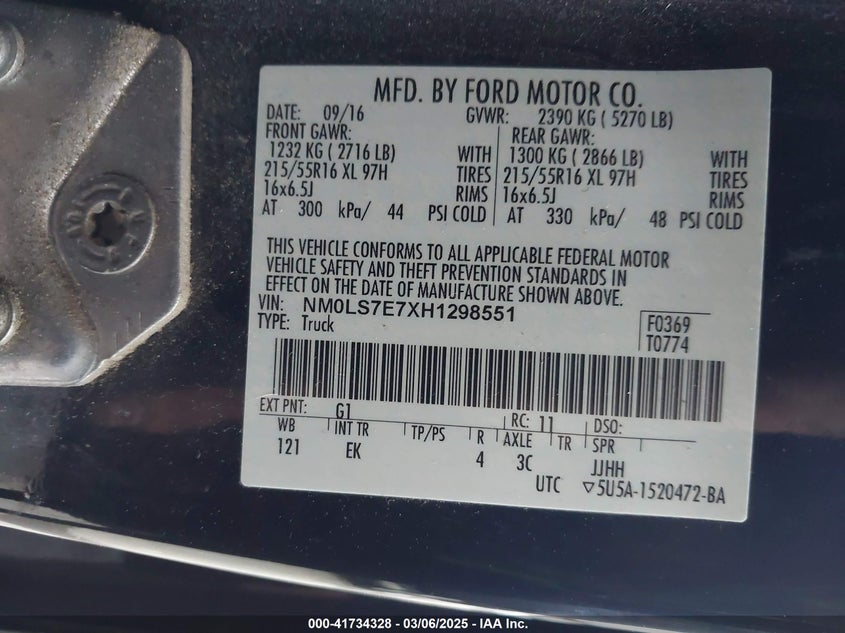 MFD. BY FORD MOTOR CO.
DATE: 09/16 GVWR: 2390 KG ( 5270 LB)
FRONT GAWR: REAR GAWR:
1232 KG ( 2716 LB) WITH 1300 KG ( 2866 LB) WITH
215/55R16 XL 97H TIRES 215/55R16 XL 97H TIRES
16x6.5J RIMS 16x6.5J RIMS
AT 300 kPa/ 44 PSI COLD AT 330 kPa/ 48 PSI COLD
THIS VEHICLE CONFORMS TO ALL APPLICABLE FEDERAL MOTOR
VEHICLE SAFETY AND THEFT PREVENTION STANDARDS IN
EFFECT ON THE DATE OF MANUFACTURE SHOWN ABOVE.
VIN: NM0LS7E7XH1298551
TYPE: Truck
F0369
T0774
EXT PNT: G1 RC: 11 DSO:
WB INT TR TP/PS R AXLE TR SPR
121 EK 4 3C JJHH
UTC ▽5U5A-1520472-BA
000-41734328 - 03/06/2025 - IAA Inc.